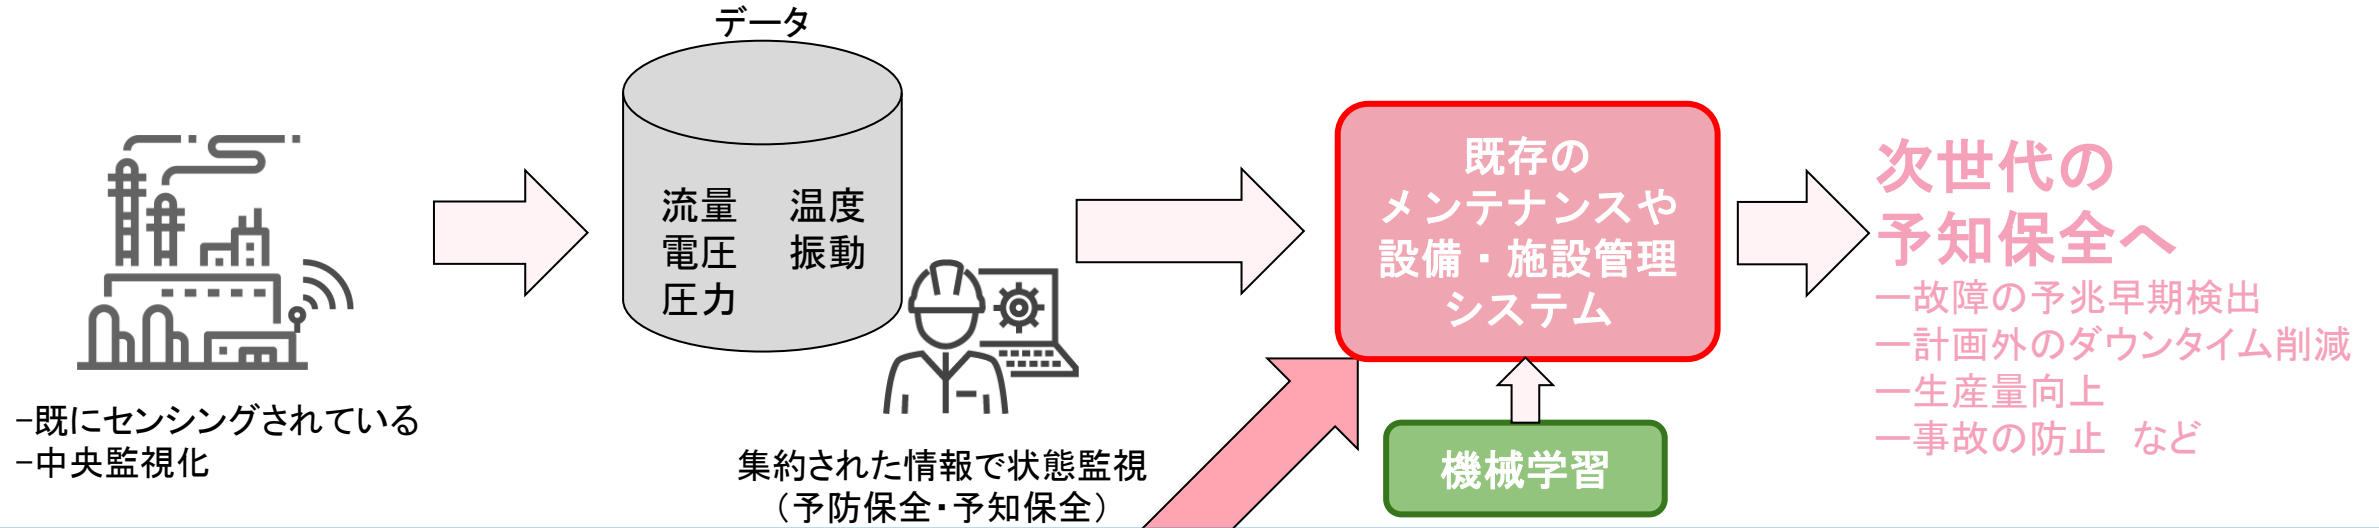 データ
流量 温度
電圧 振動
圧力
-既にセンシングされている
-中央監視化
集約された情報で状態監視
（予防保全・予知保全）
既存の
メンテナンスや
設備・施設管理
システム
機械学習
次世代の
予知保全へ
ー故障の予兆早期検出
ー計画外のダウンタイム削減
ー生産量向上
ー事故の防止 など